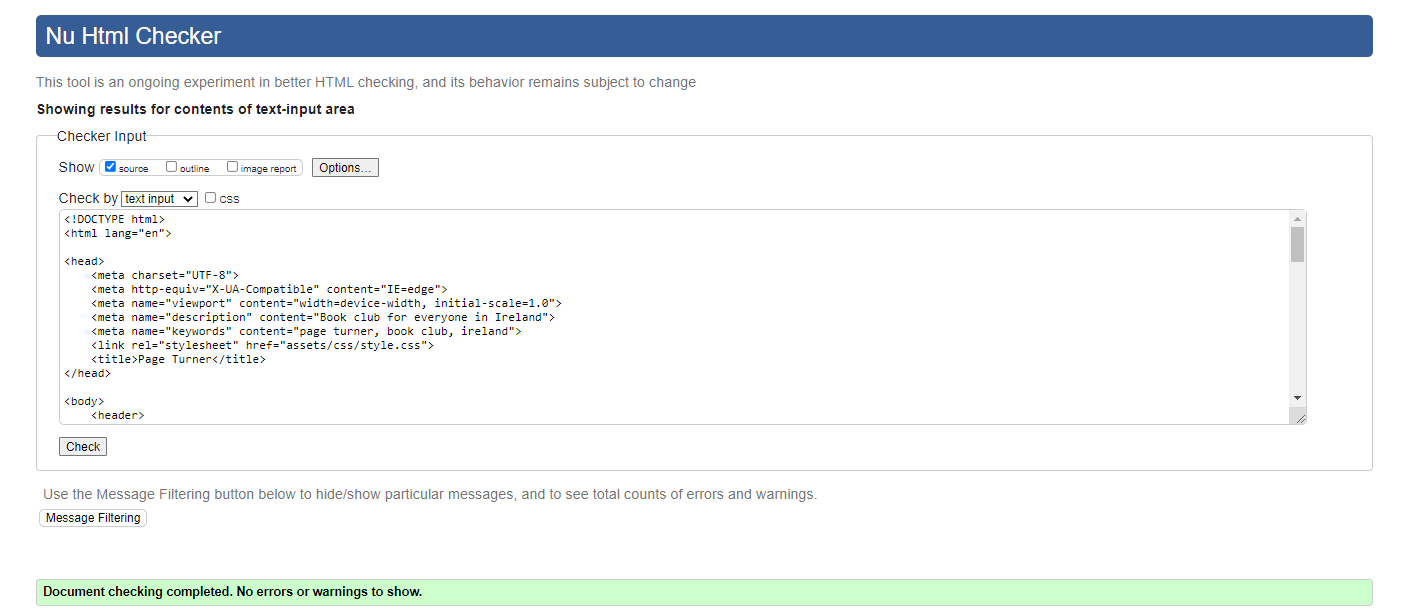 Nu Html Checker
This tool is an ongoing experiment in better HTML checking, and its behavior remains subject to change
Showing results for contents of text-input area
Checker Input
Show source outline image report Options...
Check by text input css
<!DOCTYPE html>
<html lang="en">
<head>
<meta charset="UTF-8">
<meta http-equiv="X-UA-Compatible" content="IE=edge">
<meta name="viewport" content="width=device-width, initial-scale=1.0">
<meta name="description" content="Book club for everyone in Ireland">
<meta name="keywords" content="page turner, book club, ireland">
<link rel="stylesheet" href="assets/css/style.css">
<title>Page Turner</title>
</head>
<body>
<header>
Check
Use the Message Filtering button below to hide/show particular messages, and to see total counts of errors and warnings.
Message Filtering
Document checking completed. No errors or warnings to show.